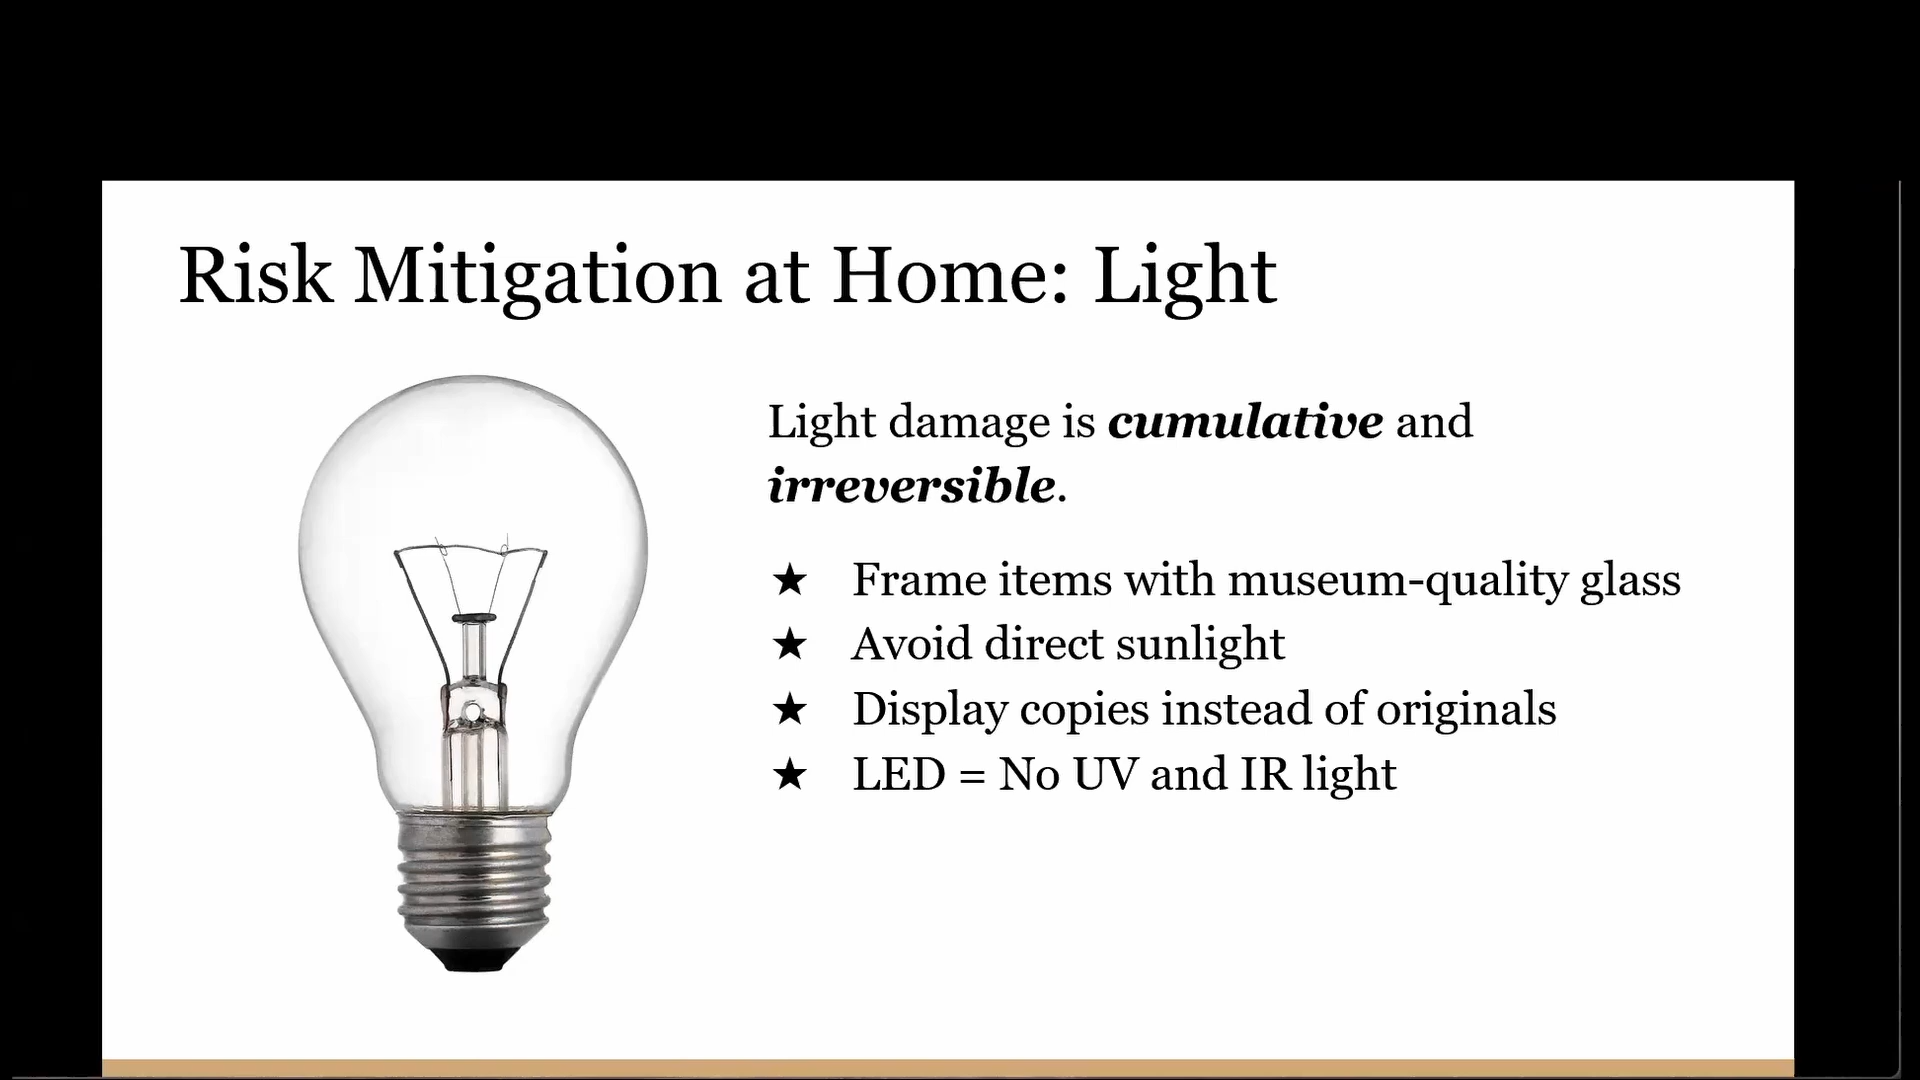 Risk Mitigation at Home: Light
Light damage is cumulative and
irreversible.
★ Frame items with museum-quality glass
★ Avoid direct sunlight
★ Display copies instead of originals
★ LED = No UV and IR light